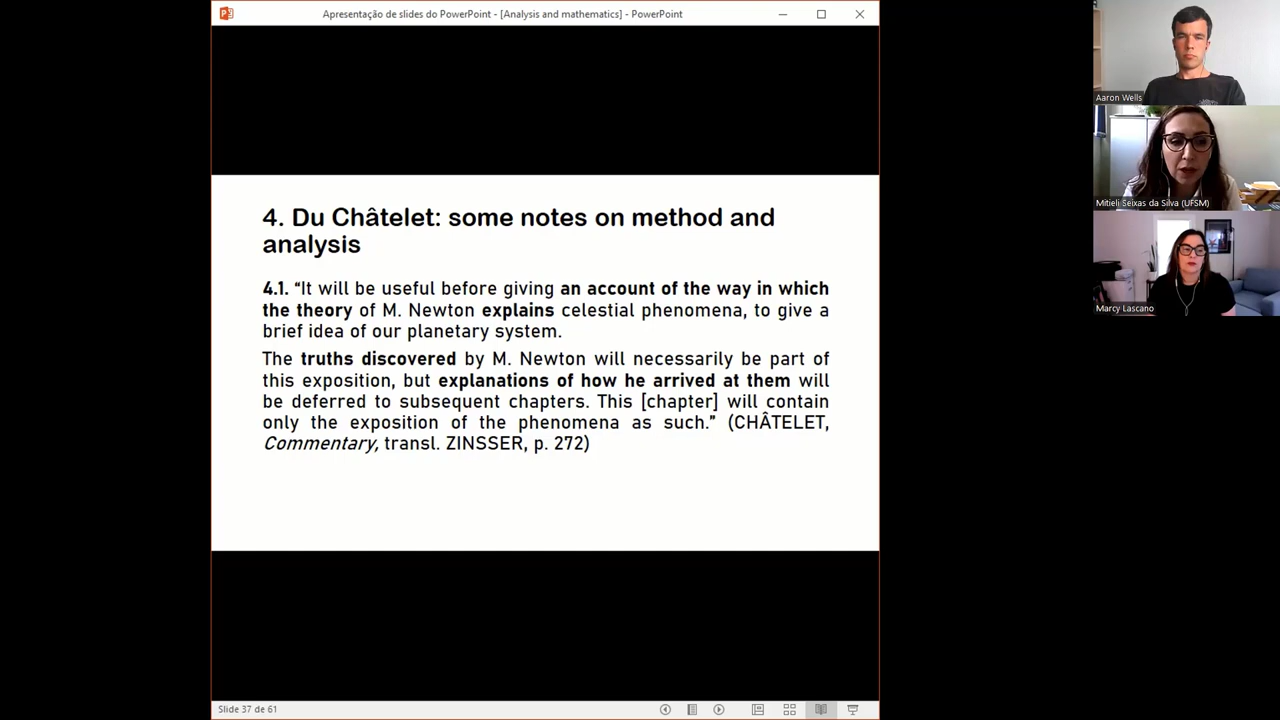 Apresentação de slides do PowerPoint - [Analysis and mathematics] - PowerPoint
4. Du Châtelet: some notes on method and
analysis
4.1. “It will be useful before giving an account of the way in which
the theory of M. Newton explains celestial phenomena, to give a
brief idea of our planetary system.
The truths discovered by M. Newton will necessarily be part of
this exposition, but explanations of how he arrived at them will
be deferred to subsequent chapters. This [chapter] will contain
only the exposition of the phenomena as such.” (CHÂTELET,
Commentary, transl. ZINSSER, p. 272)
Slide 37 de 61
Aaron Wells
Mitieli Seixas da Silva (UFSM)
Marcy Lascano